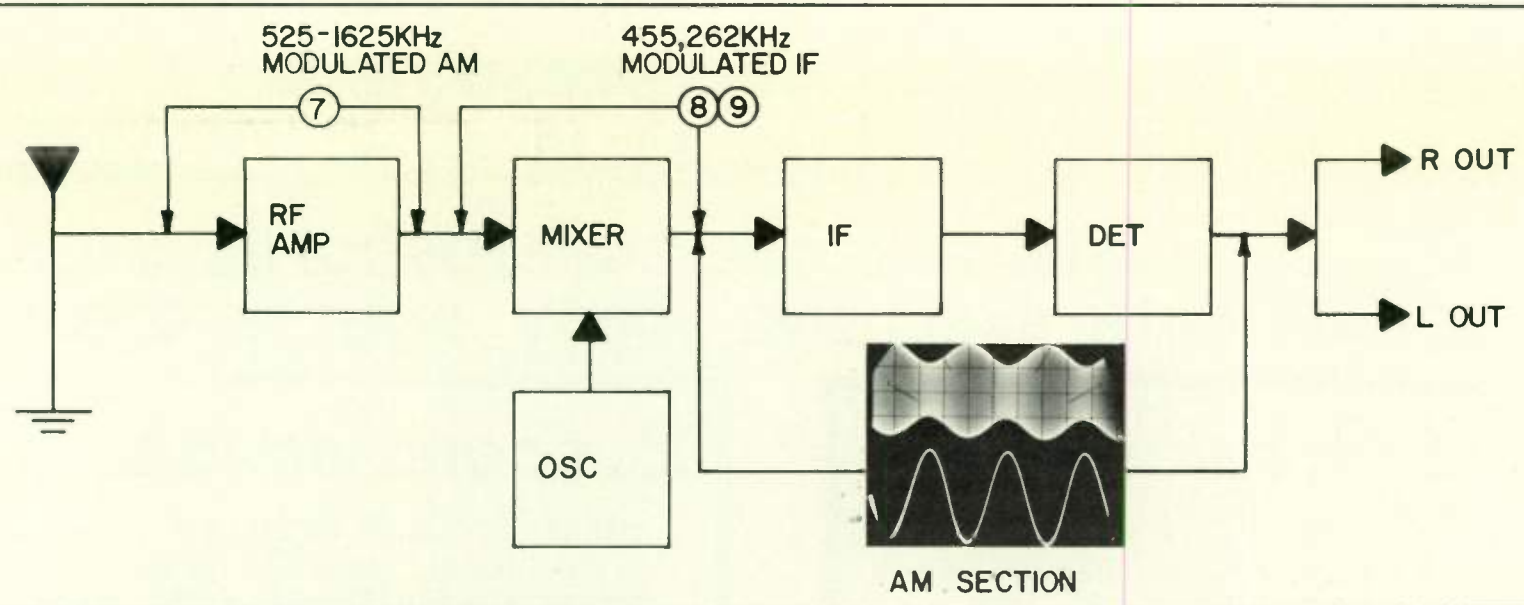 525-1625KHz
MODULATED AM
455,262KHz
MODULATED IF
7
8 9
R OUT
RF
AMP
MIXER
IF
DET
L OUT
OSC
AM SECTION